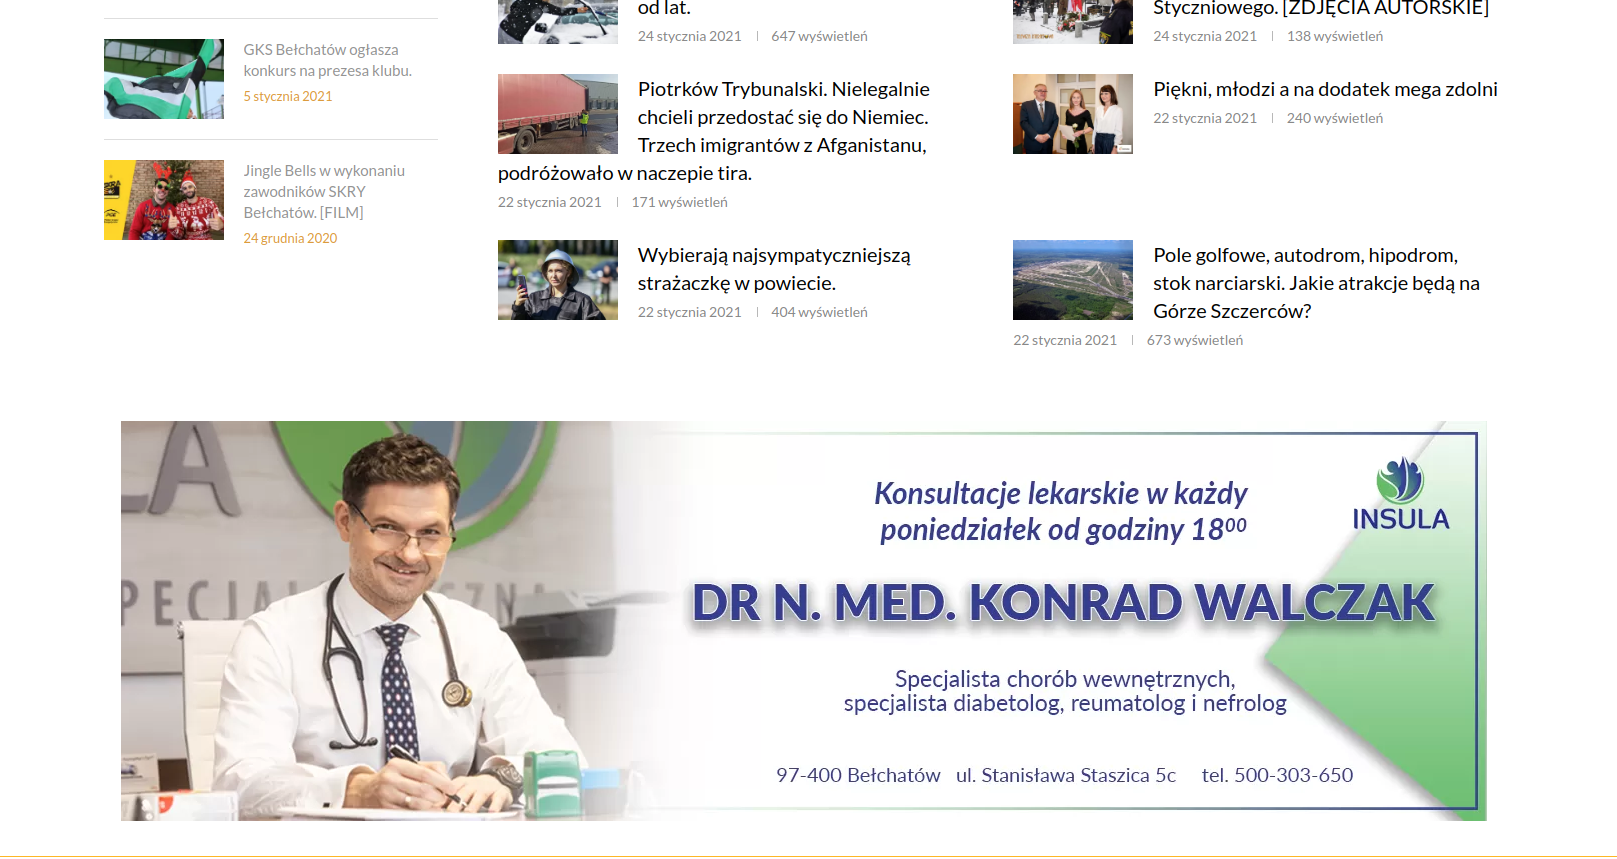 GKS Bełchatów ogłasza
konkurs na prezesa klubu.
5 stycznia 2021
Jingle Bells w wykonaniu
zawodników SKRY
Bełchatów. [FILM]
24 grudnia 2020
od lat.
24 stycznia 2021 647 wyświetleń
Piotrków Trybunalski. Nielegalnie
chcieli przedostać się do Niemiec.
Trzech imigrantów z Afganistanu,
podróżowało w naczepie tira.
22 stycznia 2021 171 wyświetleń
Wybierają najsympatyczniejszą
strażaczkę w powiecie.
22 stycznia 2021 404 wyświetleń
Styczniowego. [ZDJĘCIA AUTORSKIE]
24 stycznia 2021 138 wyświetleń
Piękni, młodzi a na dodatek mega zdolni
22 stycznia 2021 240 wyświetleń
Pole golfowe, autodrom, hipodrom,
stok narciarski. Jakie atrakcje będą na
Górze Szczerców?
22 stycznia 2021 673 wyświetleń
Konsultacje lekarskie w każdy
poniedziałek od godziny 18⁰⁰
INSULA
DR N. MED. KONRAD WALCZAK
Specjalista chorób wewnętrznych,
specjalista diabetolog, reumatolog i nefrolog
97-400 Bełchatów ul. Stanisława Staszica 5c tel. 500-303-650